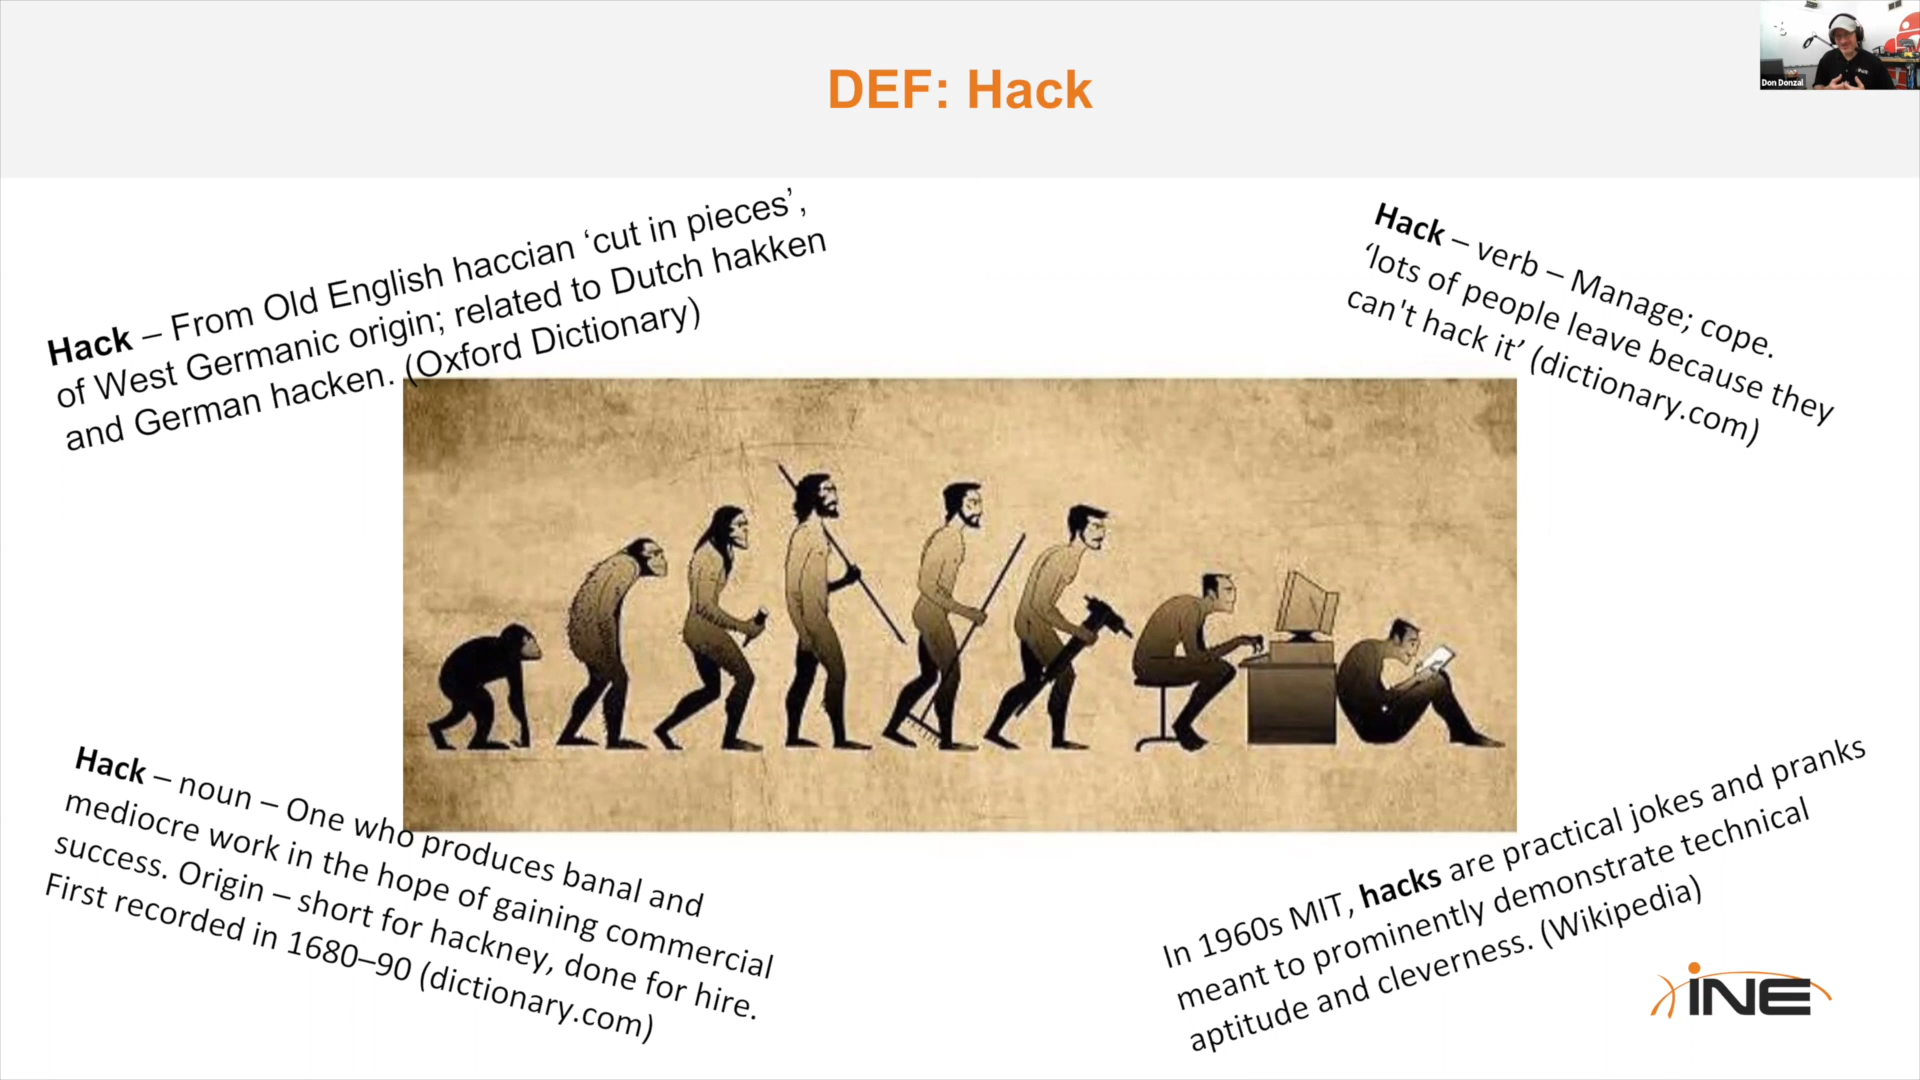 DEF: Hack
Don Donzal
Hack – From Old English haccian ‘cut in pieces’,
of West Germanic origin; related to Dutch hakken
and German hacken. (Oxford Dictionary)
Hack – verb – Manage; cope.
‘lots of people leave because they
can't hack it’ (dictionary.com)
Hack – noun – One who produces banal and
mediocre work in the hope of gaining commercial
success. Origin – short for hackney, done for hire.
First recorded in 1680–90 (dictionary.com)
In 1960s MIT, hacks are practical jokes and pranks
meant to prominently demonstrate technical
aptitude and cleverness. (Wikipedia)
INE